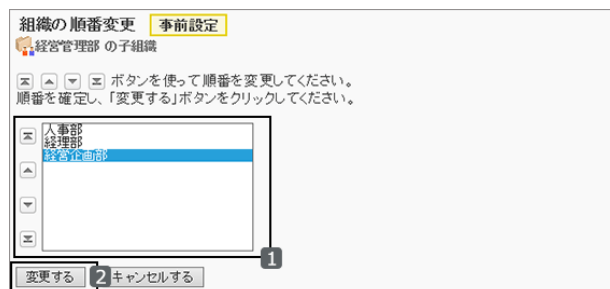 組織の順番変更 事前設定
経営管理部 の子組織
ボタンを使って順番を変更してください。
順番を確定し、「変更する」ボタンをクリックしてください。
人事部
経理部
経営企画部
1
変更する 2 キャンセルする